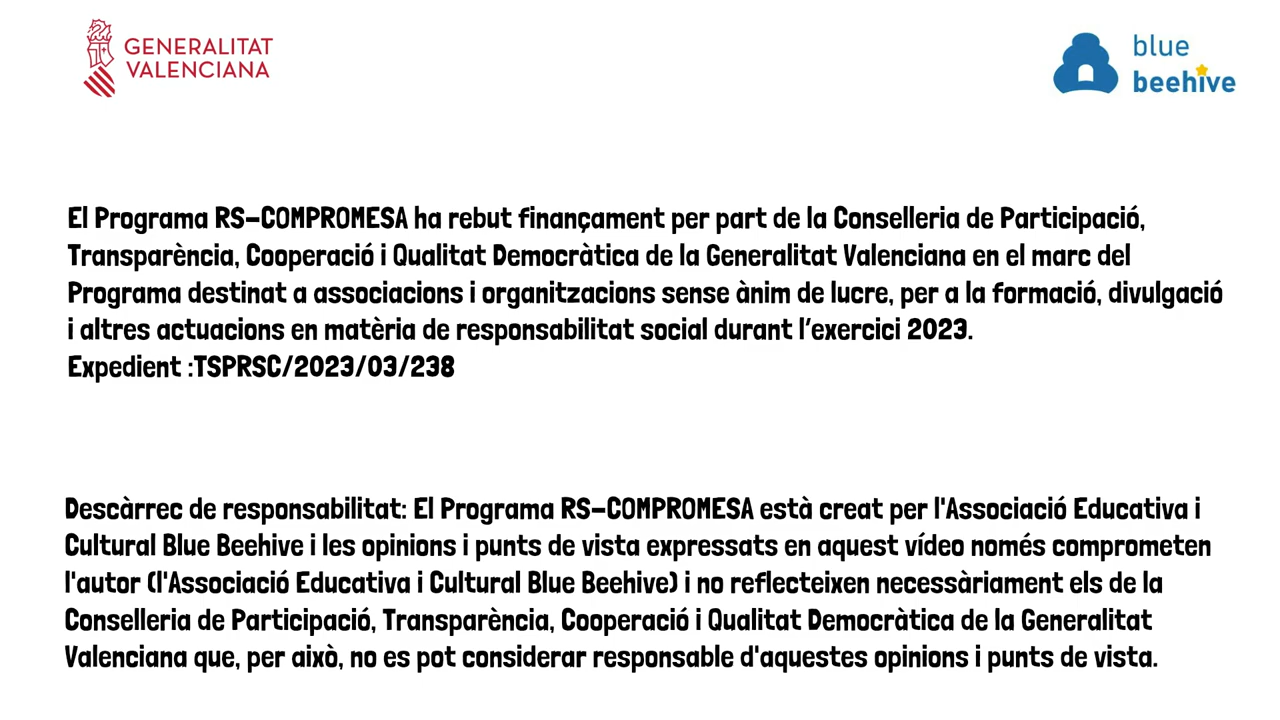 GENERALITAT
VALENCIANA
blue
beehive
El Programa RS-COMPROMESA ha rebut finançament per part de la Conselleria de Participació,
Transparència, Cooperació i Qualitat Democràtica de la Generalitat Valenciana en el marc del
Programa destinat a associacions i organitzacions sense ànim de lucre, per a la formació, divulgació
i altres actuacions en matèria de responsabilitat social durant l’exercici 2023.
Expedient :TSPRSC/2023/03/238
Descàrrec de responsabilitat: El Programa RS-COMPROMESA està creat per l'Associació Educativa i
Cultural Blue Beehive i les opinions i punts de vista expressats en aquest vídeo només comprometen
l'autor (l'Associació Educativa i Cultural Blue Beehive) i no reflecteixen necessàriament els de la
Conselleria de Participació, Transparència, Cooperació i Qualitat Democràtica de la Generalitat
Valenciana que, per això, no es pot considerar responsable d'aquestes opinions i punts de vista.